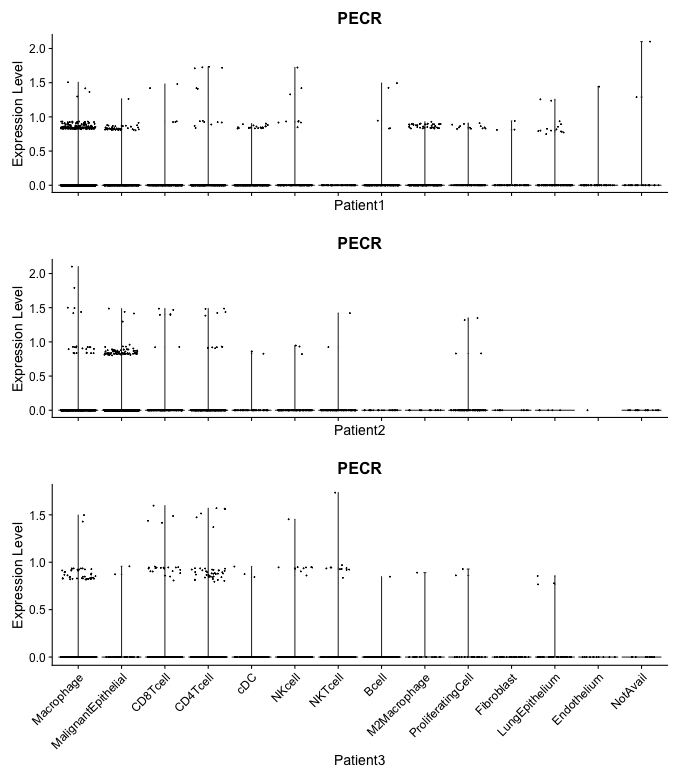 PECR
Expression Level
2.0
1.5
1.0
0.5
0.0
Patient1
PECR
Expression Level
2.0
1.5
1.0
0.5
0.0
Patient2
PECR
Expression Level
1.5
1.0
0.5
0.0
Macrophage
MalignantEpithelial
CD8Tcell
CD4Tcell
cDC
NKcell
NKTcell
Bcell
M2Macrophage
ProliferatingCell
Fibroblast
LungEpithelium
Endothelium
NotAvail
Patient3